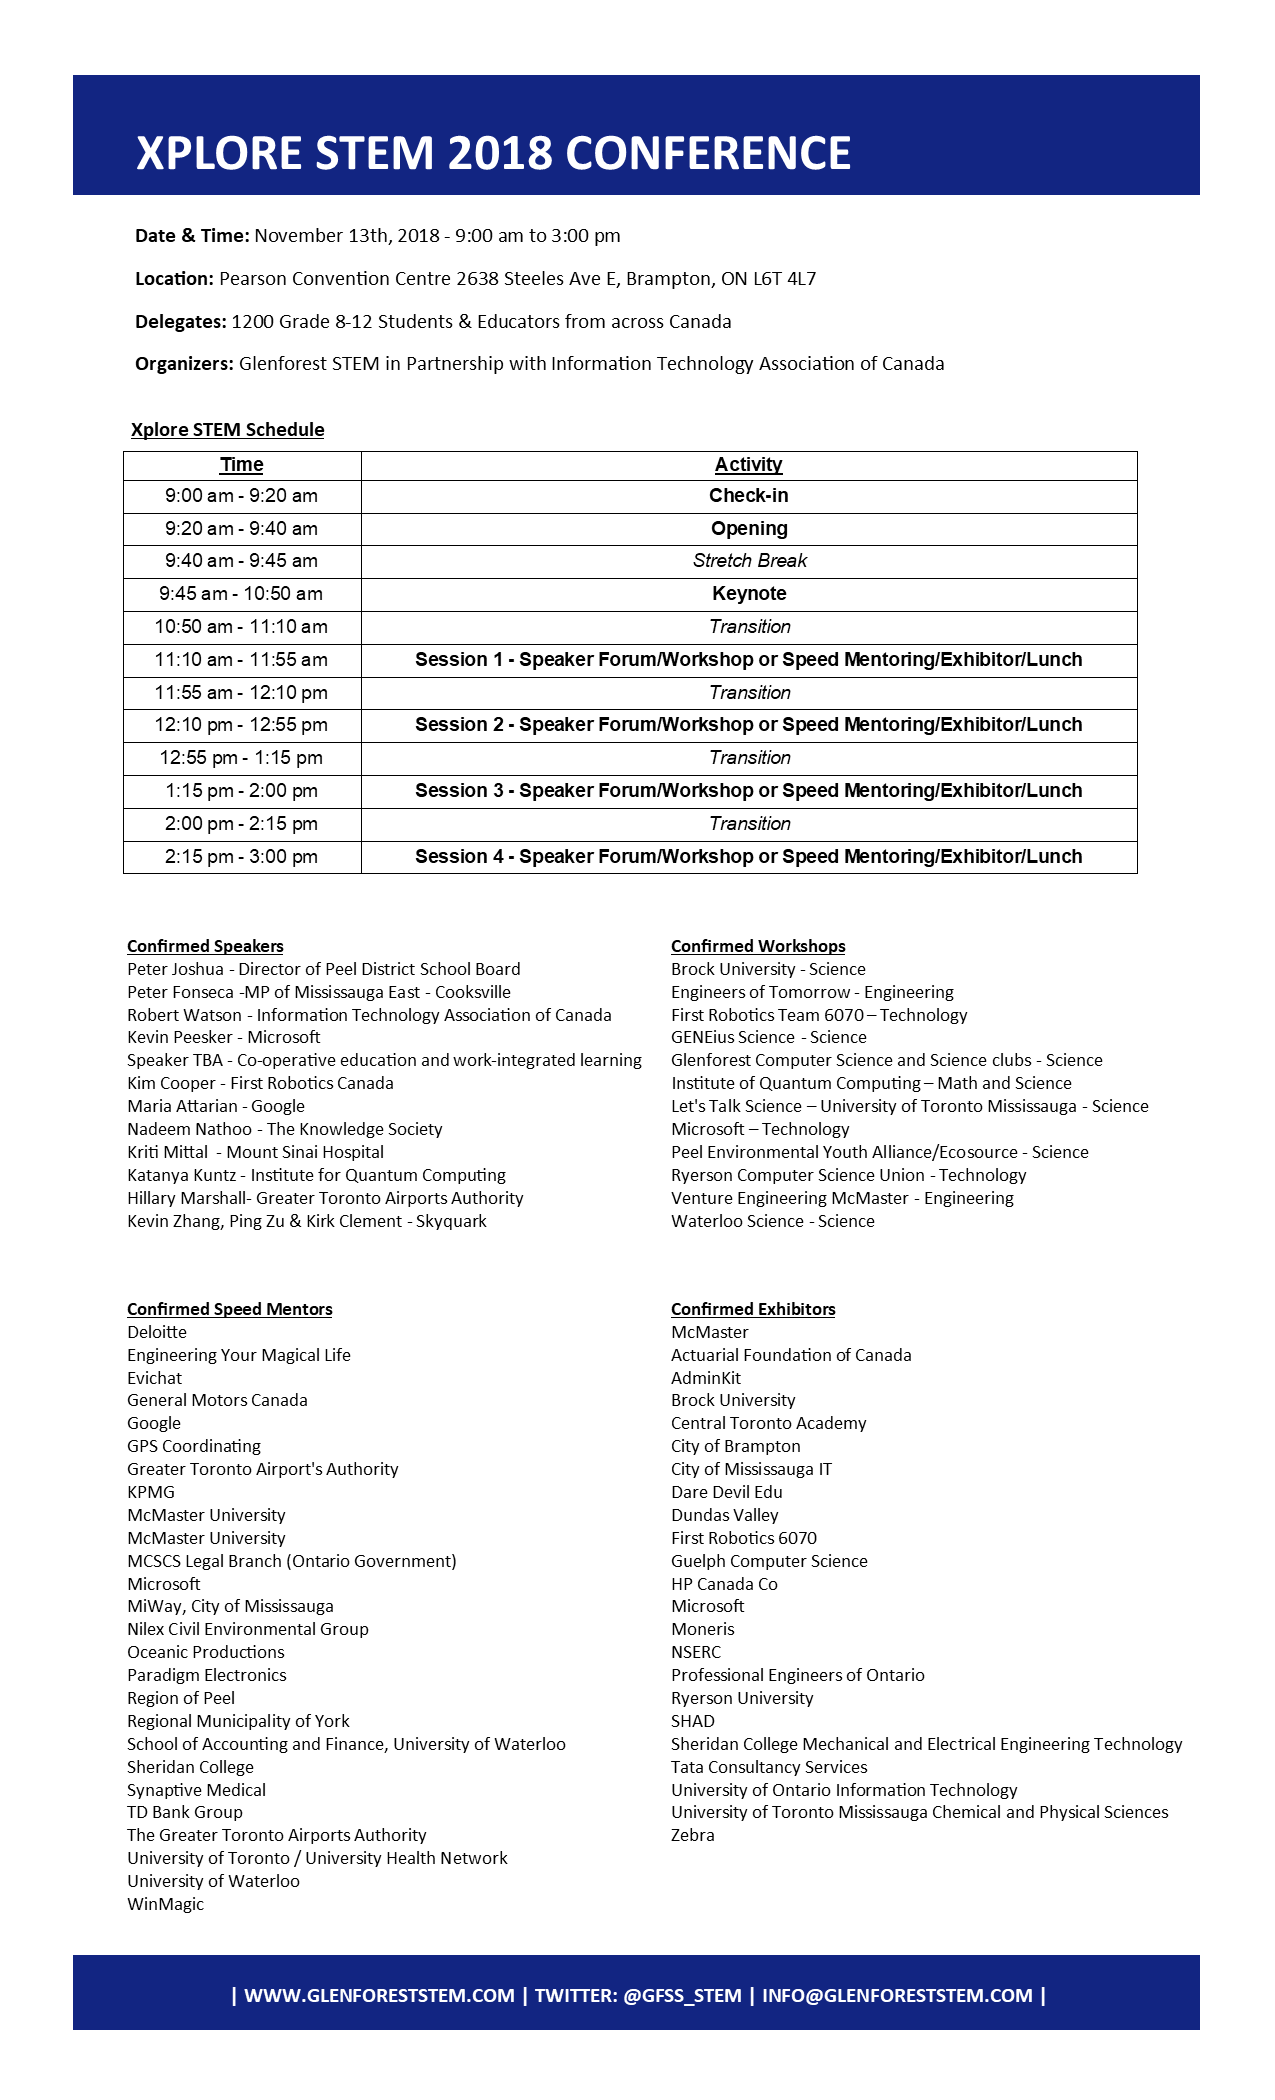 XPLORE STEM 2018 CONFERENCE
Date & Time: November 13th, 2018 - 9:00 am to 3:00 pm
Location: Pearson Convention Centre 2638 Steeles Ave E, Brampton, ON L6T 4L7
Delegates: 1200 Grade 8-12 Students & Educators from across Canada
Organizers: Glenforest STEM in Partnership with Information Technology Association of Canada
Xplore STEM Schedule
Time Activity
9:00 am - 9:20 am Check-in
9:20 am - 9:40 am Opening
9:40 am - 9:45 am Stretch Break
9:45 am - 10:50 am Keynote
10:50 am - 11:10 am Transition
11:10 am - 11:55 am Session 1 - Speaker Forum/Workshop or Speed Mentoring/Exhibitor/Lunch
11:55 am - 12:10 pm Transition
12:10 pm - 12:55 pm Session 2 - Speaker Forum/Workshop or Speed Mentoring/Exhibitor/Lunch
12:55 pm - 1:15 pm Transition
1:15 pm - 2:00 pm Session 3 - Speaker Forum/Workshop or Speed Mentoring/Exhibitor/Lunch
2:00 pm - 2:15 pm Transition
2:15 pm - 3:00 pm Session 4 - Speaker Forum/Workshop or Speed Mentoring/Exhibitor/Lunch
Confirmed Speakers
Peter Joshua - Director of Peel District School Board
Peter Fonseca -MP of Mississauga East - Cooksville
Robert Watson - Information Technology Association of Canada
Kevin Peesker - Microsoft
Speaker TBA - Co-operative education and work-integrated learning
Kim Cooper - First Robotics Canada
Maria Attarian - Google
Nadeem Nathoo - The Knowledge Society
Kriti Mittal  - Mount Sinai Hospital
Katanya Kuntz - Institute for Quantum Computing
Hillary Marshall- Greater Toronto Airports Authority
Kevin Zhang, Ping Zu & Kirk Clement - Skyquark
Confirmed Workshops
Brock University - Science
Engineers of Tomorrow - Engineering
First Robotics Team 6070 – Technology
GENEius Science - Science
Glenforest Computer Science and Science clubs - Science
Institute of Quantum Computing – Math and Science
Let's Talk Science – University of Toronto Mississauga - Science
Microsoft – Technology
Peel Environmental Youth Alliance/Ecosource - Science
Ryerson Computer Science Union - Technology
Venture Engineering McMaster - Engineering
Waterloo Science - Science
Confirmed Speed Mentors
Deloitte
Engineering Your Magical Life
Evichat
General Motors Canada
Google
GPS Coordinating
Greater Toronto Airport's Authority
KPMG
McMaster University
McMaster University
MCSCS Legal Branch (Ontario Government)
Microsoft
MiWay, City of Mississauga
Nilex Civil Environmental Group
Oceanic Productions
Paradigm Electronics
Region of Peel
Regional Municipality of York
School of Accounting and Finance, University of Waterloo
Sheridan College
Synaptive Medical
TD Bank Group
The Greater Toronto Airports Authority
University of Toronto / University Health Network
University of Waterloo
WinMagic
Confirmed Exhibitors
McMaster
Actuarial Foundation of Canada
AdminKit
Brock University
Central Toronto Academy
City of Brampton
City of Mississauga IT
Dare Devil Edu
Dundas Valley
First Robotics 6070
Guelph Computer Science
HP Canada Co
Microsoft
Moneris
NSERC
Professional Engineers of Ontario
Ryerson University
SHAD
Sheridan College Mechanical and Electrical Engineering Technology
Tata Consultancy Services
University of Ontario Information Technology
University of Toronto Mississauga Chemical and Physical Sciences
Zebra
| WWW.GLENFORESTSTEM.COM | TWITTER: @GFSS_STEM | INFO@GLENFORESTSTEM.COM |